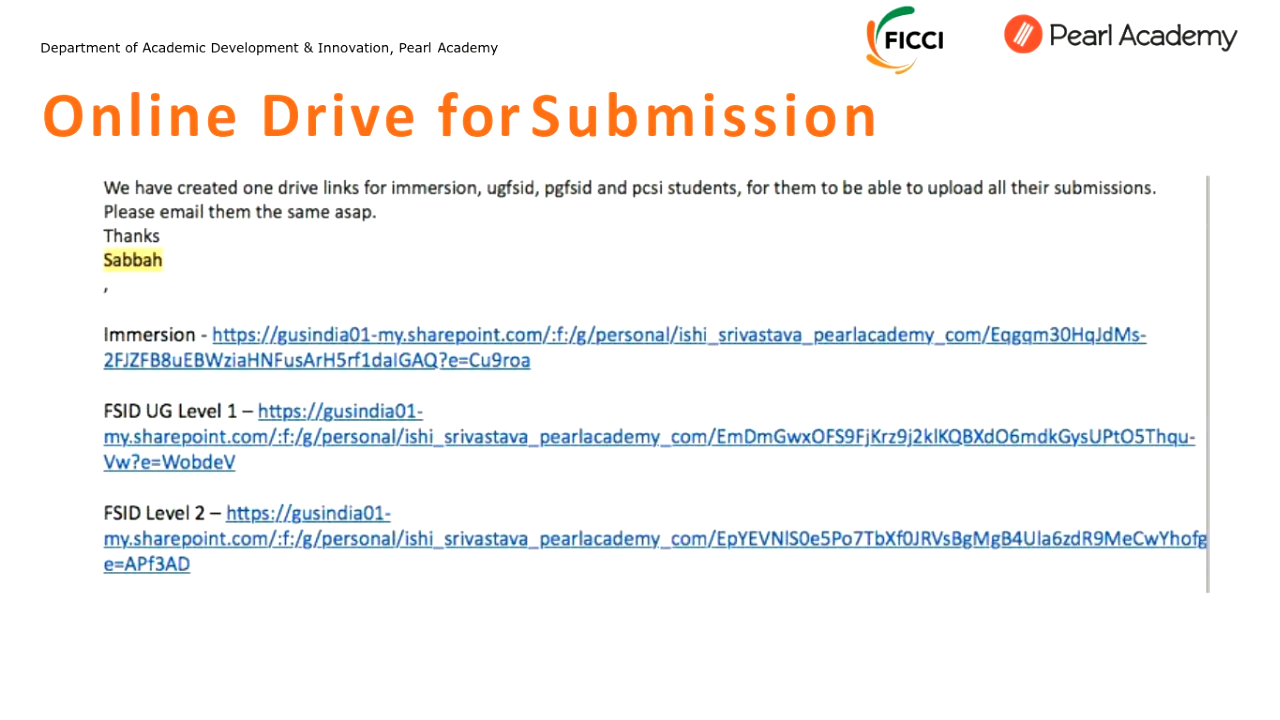 Department of Academic Development & Innovation, Pearl Academy
FICCI
Pearl Academy
Online Drive for Submission
We have created one drive links for immersion, ugfsid, pgfsid and pcsi students, for them to be able to upload all their submissions.
Please email them the same asap.
Thanks
Sabbah
,
Immersion - https://gusindia01-my.sharepoint.com/:f:/g/personal/ishi_srivastava_pearlacademy_com/Eqgqm30HqJdMs-
2FJZFB8uEBWziaHNFusArH5rf1daIGAQ?e=Cu9roa
FSID UG Level 1 – https://gusindia01-
my.sharepoint.com/:f:/g/personal/ishi_srivastava_pearlacademy_com/EmDmGwxOFS9FjKrz9j2klKQBXdO6mdkGysUPtO5Thqu-
Vw?e=WobdeV
FSID Level 2 – https://gusindia01-
my.sharepoint.com/:f:/g/personal/ishi_srivastava_pearlacademy_com/EpYEVNlS0e5Po7TbXf0JRVsBgMgB4Ula6zdR9MeCwYhofg
e=APf3AD